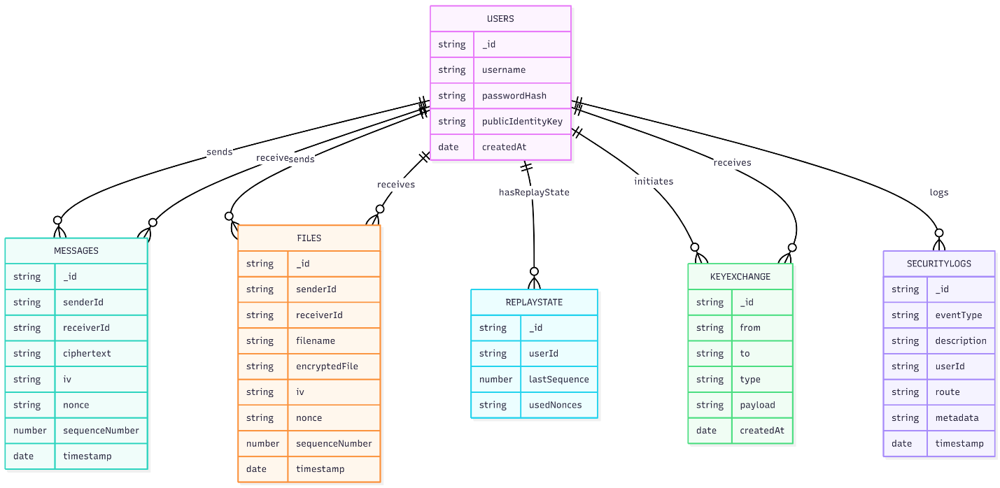 USERS
string _id
string username
string passwordHash
string publicIdentityKey
date createdAt
sends
receives
sends
receives
hasReplayState
initiates
receives
logs
MESSAGES
string _id
string senderId
string receiverId
string ciphertext
string iv
string nonce
number sequenceNumber
date timestamp
FILES
string _id
string senderId
string receiverId
string filename
string encryptedFile
string iv
string nonce
number sequenceNumber
date timestamp
REPLAYSTATE
string _id
string userId
number lastSequence
string usedNonces
KEYEXCHANGE
string _id
string from
string to
string type
string payload
date createdAt
SECURITYLOGS
string _id
string eventType
string description
string userId
string route
string metadata
date timestamp